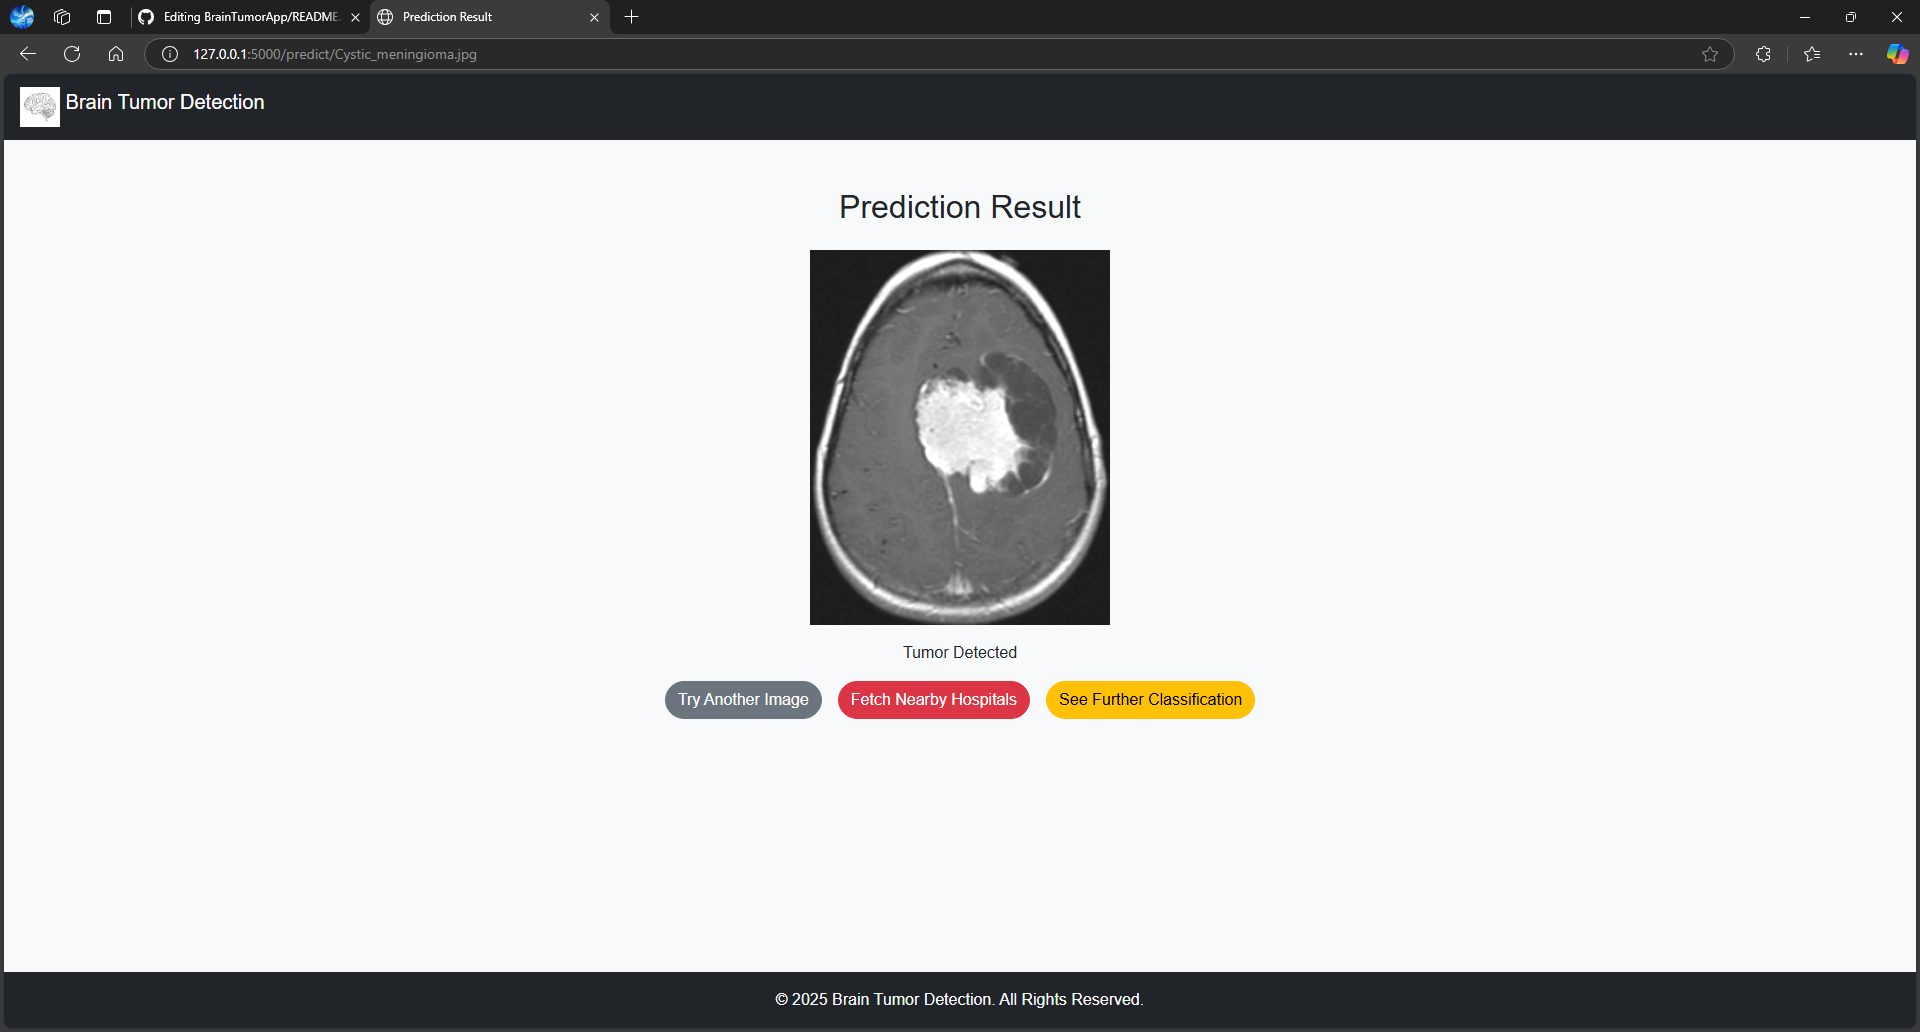 Editing BrainTumorApp/README.
Prediction Result
127.0.0.1:5000/predict/Cystic_meningioma.jpg
Brain Tumor Detection
Prediction Result
Tumor Detected
Try Another Image
Fetch Nearby Hospitals
See Further Classification
© 2025 Brain Tumor Detection. All Rights Reserved.